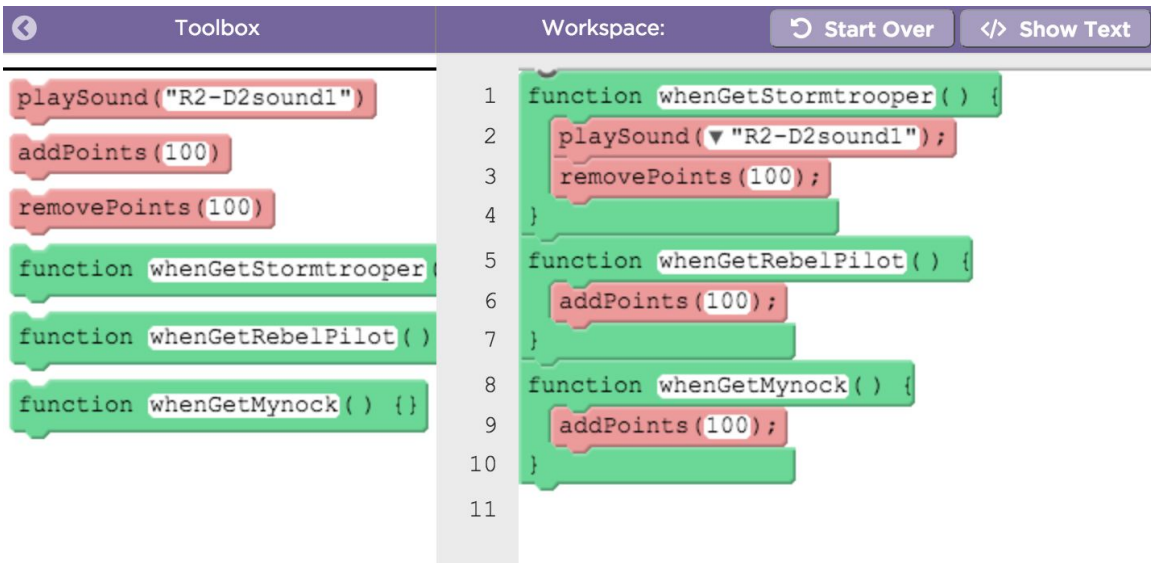 Toolbox
Workspace:
Start Over
</> Show Text
playSound("R2-D2sound1")
addPoints(100)
removePoints(100)
function whenGetStormtrooper(
function whenGetRebelPilot()
function whenGetMynock() {}
1 function whenGetStormtrooper() {
2 playSound(▼ "R2-D2sound1");
3 removePoints(100);
4 }
5 function whenGetRebelPilot() {
6 addPoints(100);
7 }
8 function whenGetMynock() {
9 addPoints(100);
10 }
11